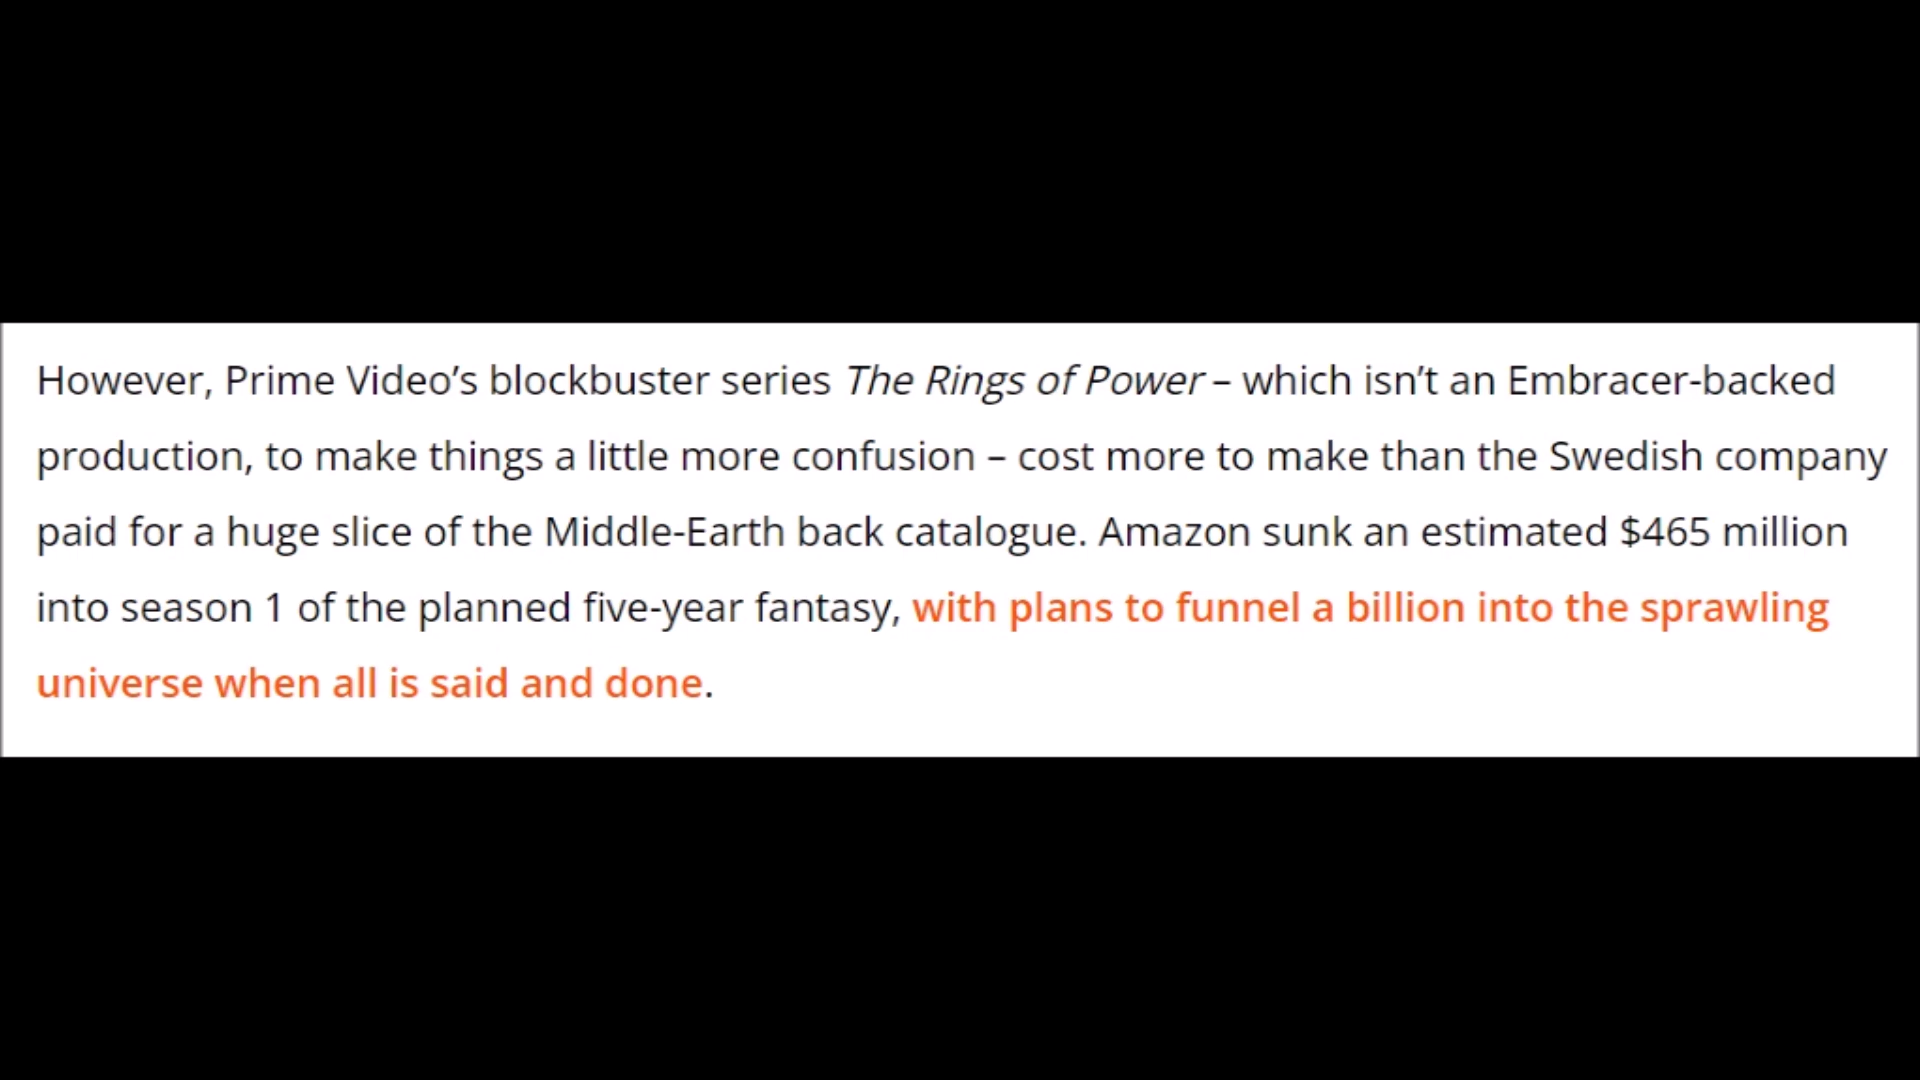 However, Prime Video’s blockbuster series The Rings of Power – which isn’t an Embracer-backed
production, to make things a little more confusion – cost more to make than the Swedish company
paid for a huge slice of the Middle-Earth back catalogue. Amazon sunk an estimated $465 million
into season 1 of the planned five-year fantasy, with plans to funnel a billion into the sprawling
universe when all is said and done.